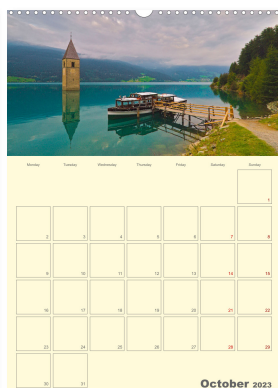 Monday Tuesday Wednesday Thursday Friday Saturday Sunday
1
2 3 4 5 6 7 8
9 10 11 12 13 14 15
16 17 18 19 20 21 22
23 24 25 26 27 28 29
30 31
October 2023